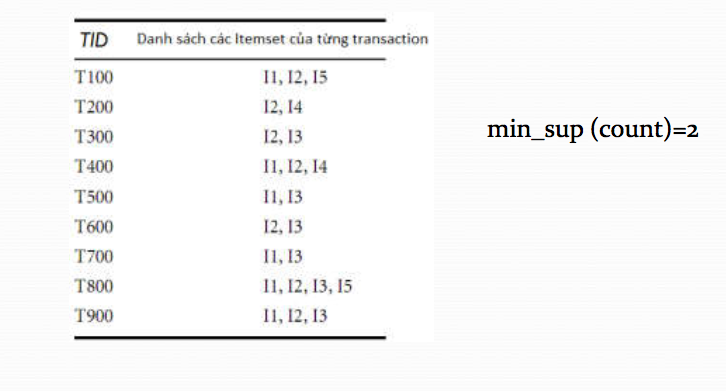 TID Danh sách các Itemset của từng transaction
T100 I1, I2, I5
T200 I2, I4
T300 I2, I3
min_sup (count)=2
T400 I1, I2, I4
T500 I1, I3
T600 I2, I3
T700 I1, I3
T800 I1, I2, I3, I5
T900 I1, I2, I3